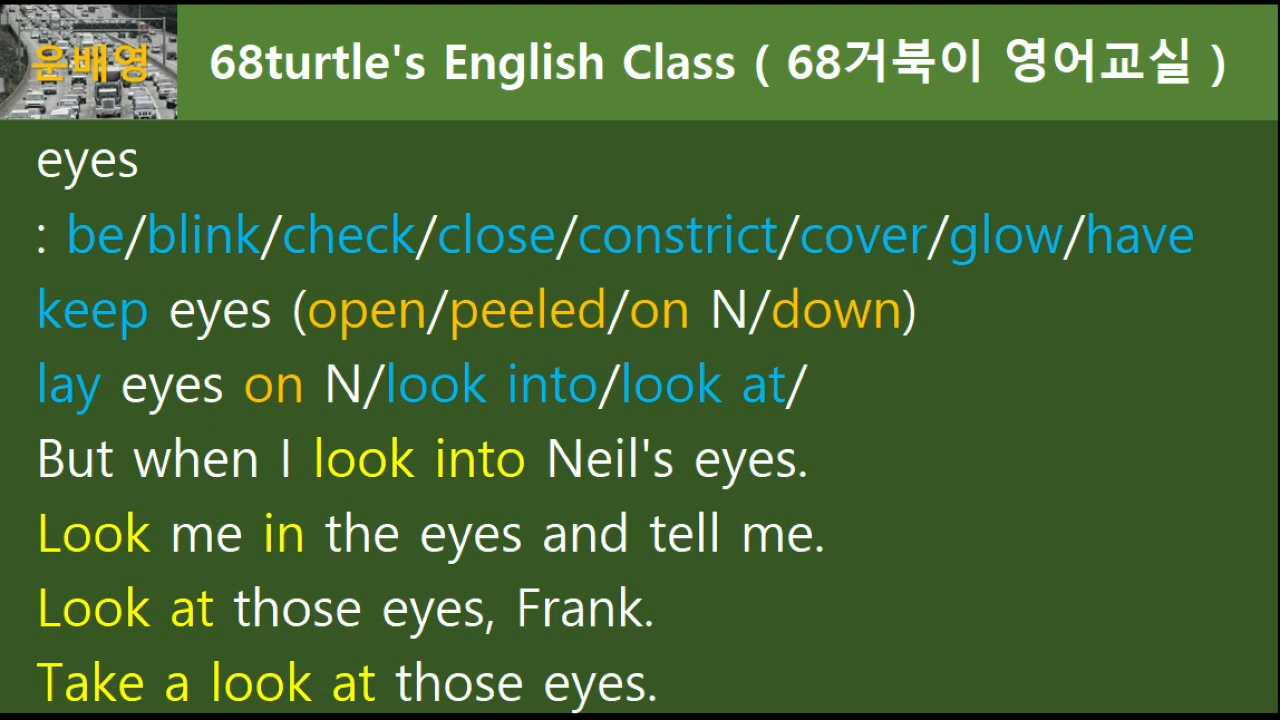 윤배영
68turtle's English Class ( 68거북이 영어교실 )
eyes
: be/blink/check/close/constrict/cover/glow/have
keep eyes (open/peeled/on N/down)
lay eyes on N/look into/look at/
But when I look into Neil's eyes.
Look me in the eyes and tell me.
Look at those eyes, Frank.
Take a look at those eyes.